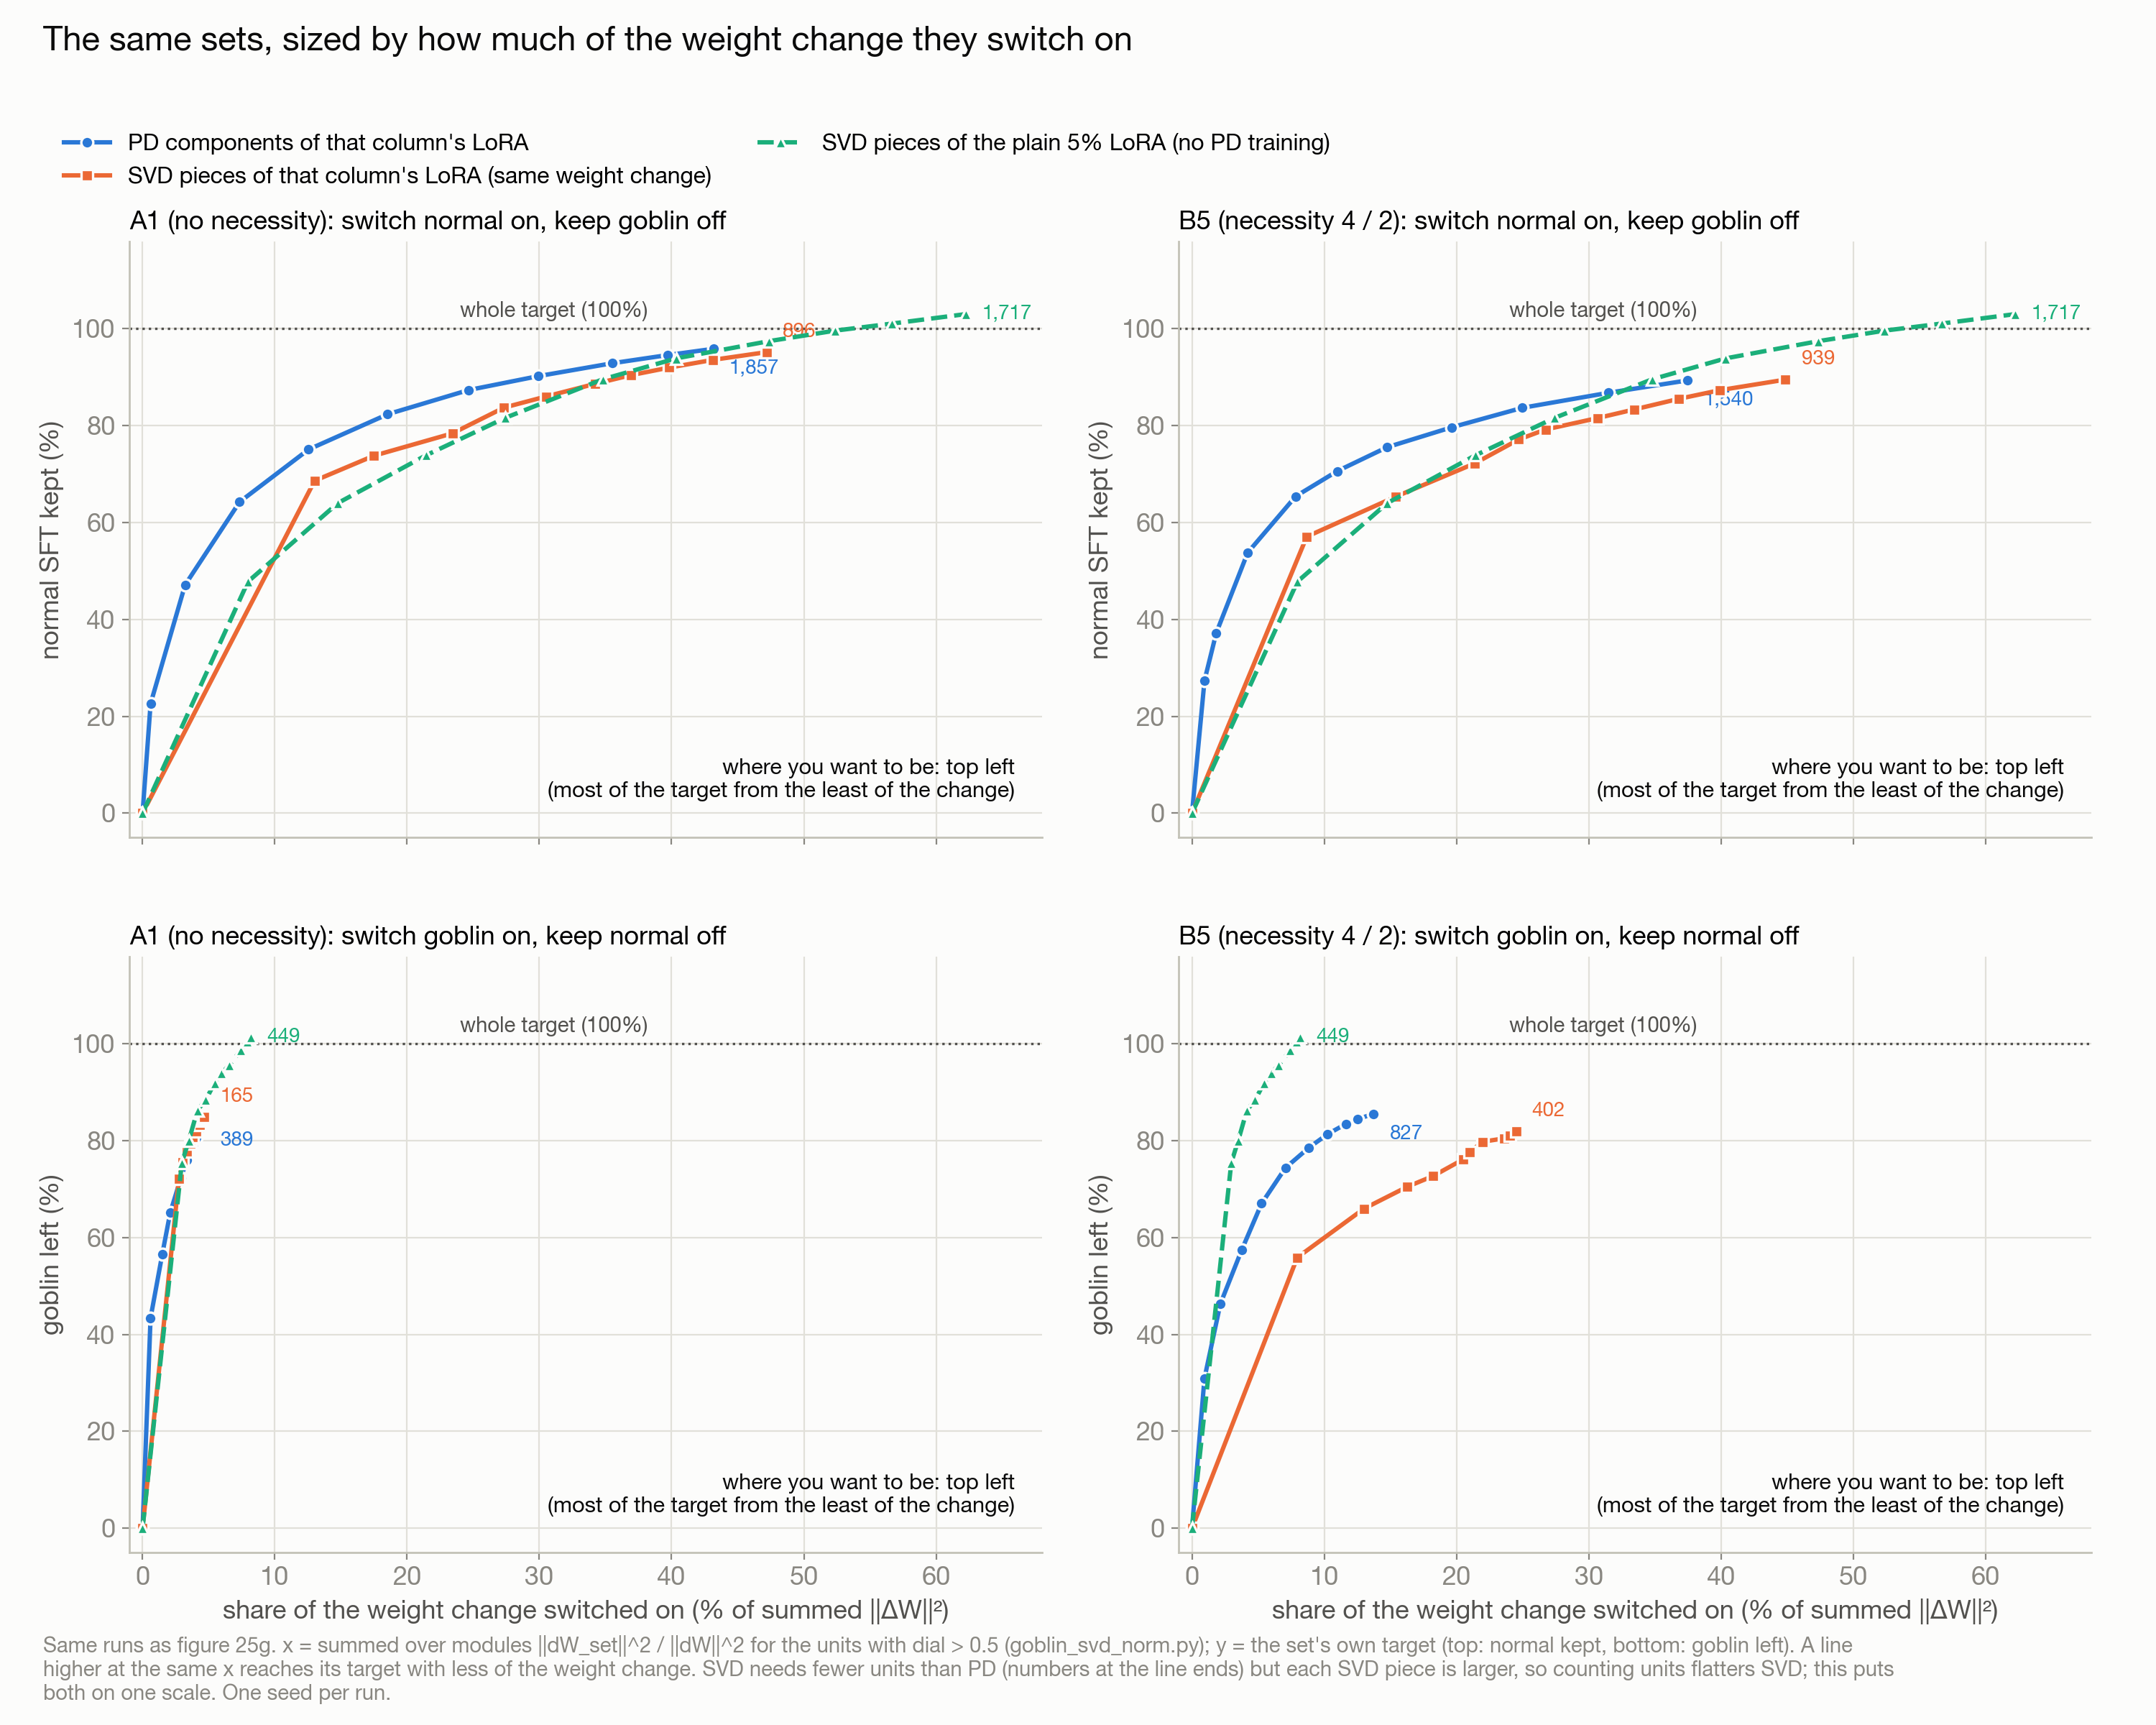 The same sets, sized by how much of the weight change they switch on
PD components of that column's LoRA
SVD pieces of that column's LoRA (same weight change)
SVD pieces of the plain 5% LoRA (no PD training)
A1 (no necessity): switch normal on, keep goblin off
normal SFT kept (%)
100
80
60
40
20
0
whole target (100%)
1,717
896
1,857
where you want to be: top left
(most of the target from the least of the change)
B5 (necessity 4 / 2): switch normal on, keep goblin off
normal SFT kept (%)
100
80
60
40
20
0
whole target (100%)
1,717
939
1,540
where you want to be: top left
(most of the target from the least of the change)
A1 (no necessity): switch goblin on, keep normal off
goblin left (%)
100
80
60
40
20
0
whole target (100%)
449
165
389
where you want to be: top left
(most of the target from the least of the change)
0 10 20 30 40 50 60
share of the weight change switched on (% of summed ||ΔW||²)
B5 (necessity 4 / 2): switch goblin on, keep normal off
goblin left (%)
100
80
60
40
20
0
whole target (100%)
449
402
827
where you want to be: top left
(most of the target from the least of the change)
0 10 20 30 40 50 60
share of the weight change switched on (% of summed ||ΔW||²)
Same runs as figure 25g. x = summed over modules ||dW_set||^2 / ||dW||^2 for the units with dial > 0.5 (goblin_svd_norm.py); y = the set's own target (top: normal kept, bottom: goblin left). A line
higher at the same x reaches its target with less of the weight change. SVD needs fewer units than PD (numbers at the line ends) but each SVD piece is larger, so counting units flatters SVD; this puts
both on one scale. One seed per run.